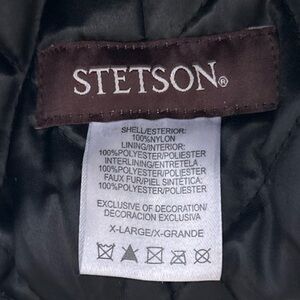 STETSON®
SHELL/EXTERIOR:
100%NYLON
LINING/INTERIOR:
100%POLYESTER/POLIESTER
INTERLINING/ENTRETELA
100%POLYESTER/POLIESTER
FAUX FUR/PIEL SINTETICA:
100%POLYESTER/POLIESTER
EXCLUSIVE OF DECORATION/
DECORACION EXCLUSIVA
X-LARGE/X-GRANDE